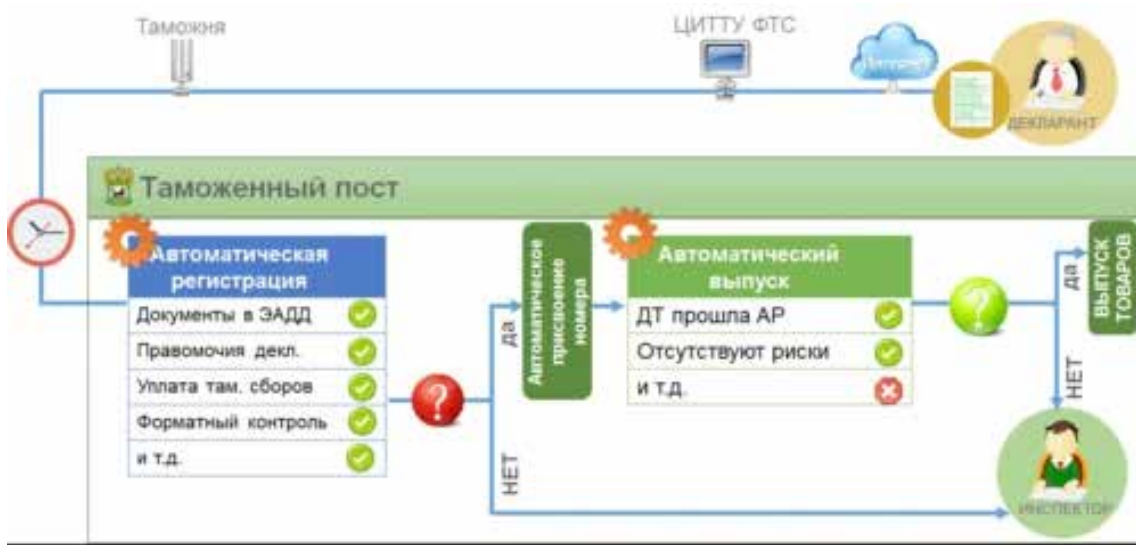 Таможня
ЦИТТУ ФТС
Интернет
ДЕКЛАРАНТ
Таможенный пост
Автоматическая
регистрация
Документы в ЭАДД
Правомочия декл.
Уплата там. сборов
Форматный контроль
и т.д.
?
да
НЕТ
Автоматическое
присвоение
номера
Автоматический
выпуск
ДТ прошла АР
Отсутствуют риски
и т.д.
?
да
НЕТ
ВЫПУСК
ТОВАРОВ
ИНСПЕКТОР